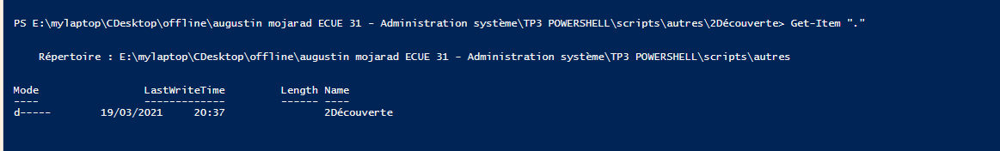 PS E:\mylaptop\CDesktop\offline\augustin mojarad ECUE 31 - Administration système\TP3 POWERSHELL\scripts\autres\2Découverte> Get-Item "."
Répertoire : E:\mylaptop\CDesktop\offline\augustin mojarad ECUE 31 - Administration système\TP3 POWERSHELL\scripts\autres
Mode LastWriteTime Length Name
---- ------------- ------ ----
d----- 19/03/2021 20:37 2Découverte